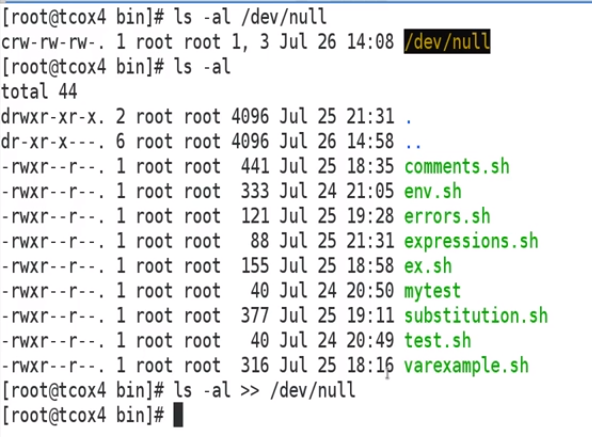 [root@tcox4 bin]# ls -al /dev/null
crw-rw-rw-. 1 root root 1, 3 Jul 26 14:08 /dev/null
[root@tcox4 bin]# ls -al
total 44
drwxr-xr-x. 2 root root 4096 Jul 25 21:31 .
dr-xr-x---. 6 root root 4096 Jul 26 14:58 ..
-rwxr--r--. 1 root root  441 Jul 25 18:35 comments.sh
-rwxr--r--. 1 root root  333 Jul 24 21:05 env.sh
-rwxr--r--. 1 root root  121 Jul 25 19:28 errors.sh
-rwxr--r--. 1 root root   88 Jul 25 21:31 expressions.sh
-rwxr--r--. 1 root root  155 Jul 25 18:58 ex.sh
-rwxr--r--. 1 root root   40 Jul 24 20:50 mytest
-rwxr--r--. 1 root root  377 Jul 25 19:11 substitution.sh
-rwxr--r--. 1 root root   40 Jul 24 20:49 test.sh
-rwxr--r--. 1 root root  316 Jul 25 18:16 varexample.sh
[root@tcox4 bin]# ls -al >> /dev/null
[root@tcox4 bin]#